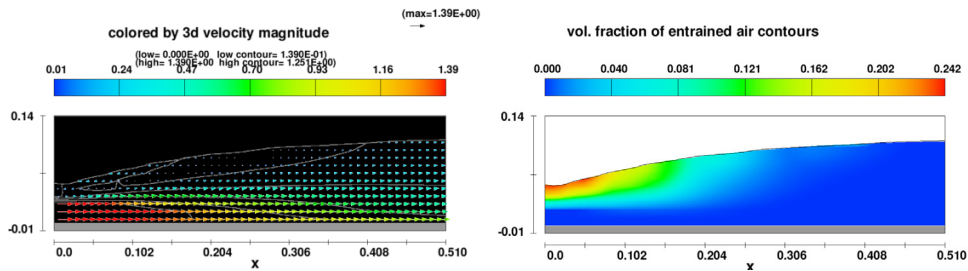 (max=1.39E+00)
colored by 3d velocity magnitude
(low= 0.000E+00 low contour= 1.390E-01)
(high= 1.390E+00 high contour= 1.251E+00)
0.01 0.24 0.47 0.70 0.93 1.16 1.39
0.14
-0.01
0.0 0.102 0.204 0.306 0.408 0.510
x
vol. fraction of entrained air contours
0.000 0.040 0.081 0.121 0.162 0.202 0.242
0.14
-0.01
0.0 0.102 0.204 0.306 0.408 0.510
x